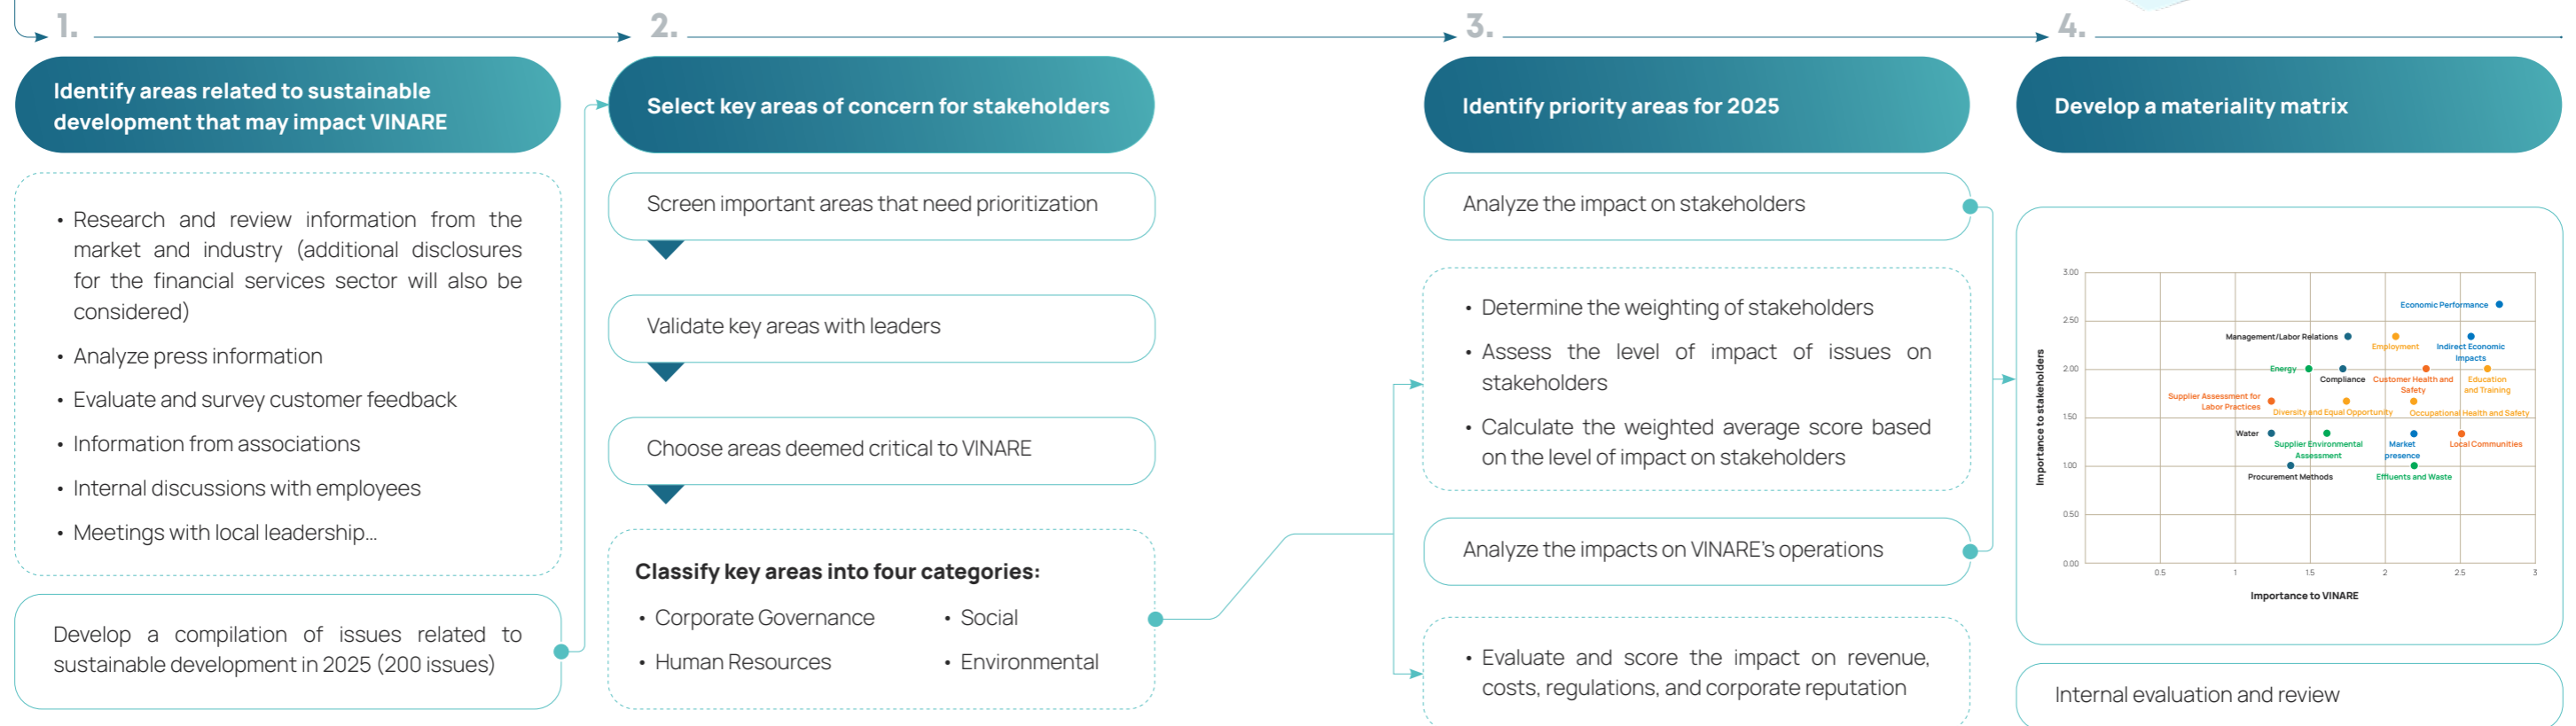 1.
Identify areas related to sustainable
development that may impact VINARE
• Research and review information from the
market and industry (additional disclosures
for the financial services sector will also be
considered)
• Analyze press information
• Evaluate and survey customer feedback
• Information from associations
• Internal discussions with employees
• Meetings with local leadership...
Develop a compilation of issues related to
sustainable development in 2025 (200 issues)
2.
Select key areas of concern for stakeholders
Screen important areas that need prioritization
Validate key areas with leaders
Choose areas deemed critical to VINARE
Classify key areas into four categories:
• Corporate Governance
• Human Resources
• Social
• Environmental
3.
Identify priority areas for 2025
Analyze the impact on stakeholders
• Determine the weighting of stakeholders
• Assess the level of impact of issues on
stakeholders
• Calculate the weighted average score based
on the level of impact on stakeholders
Analyze the impacts on VINARE's operations
• Evaluate and score the impact on revenue,
costs, regulations, and corporate reputation
4.
Develop a materiality matrix
Importance to stakeholders
3.00
2.50
2.00
1.50
1.00
0.50
0.00
Economic Performance
Management/Labor Relations
Employment
Indirect Economic
Impacts
Energy
Compliance
Customer Health and
Safety
Education
and Training
Supplier Assessment for
Labor Practices
Diversity and Equal Opportunity
Occupational Health and Safety
Water
Supplier Environmental
Assessment
Market
presence
Local Communities
Procurement Methods
Effluents and Waste
0.5
1
1.5
2
2.5
3
Importance to VINARE
Internal evaluation and review